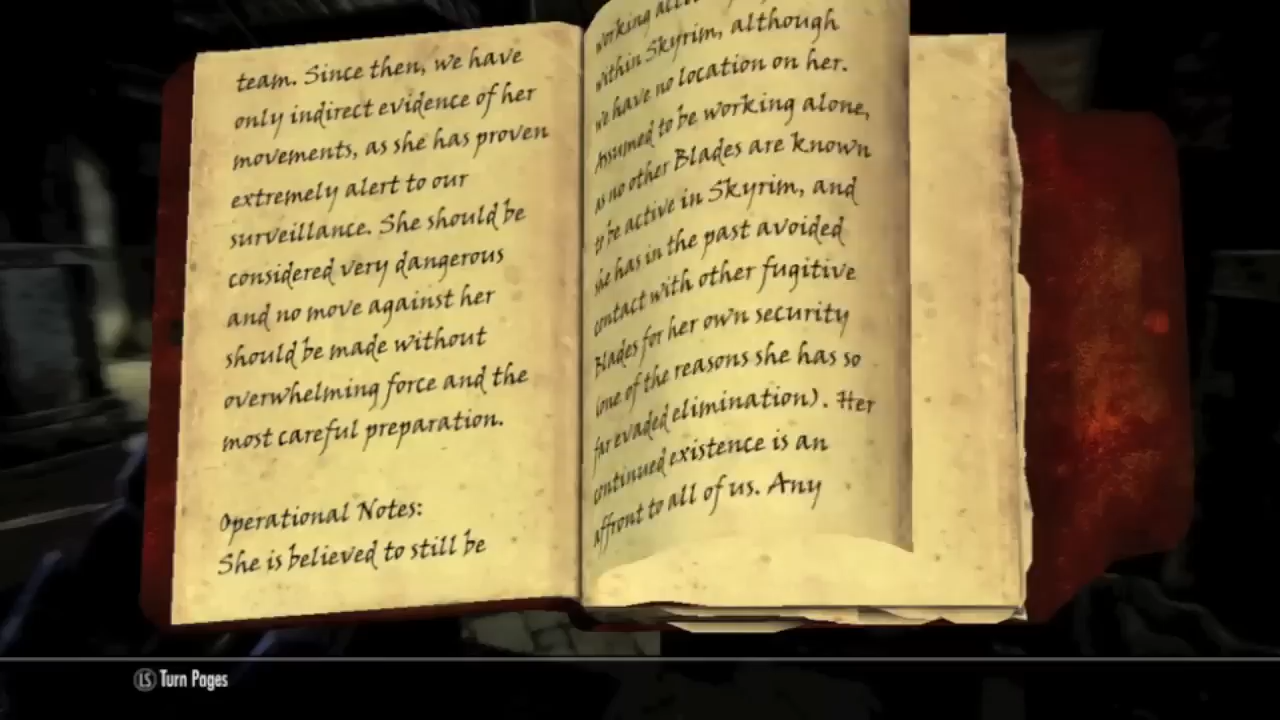 team. Since then, we have
only indirect evidence of her
movements, as she has proven
extremely alert to our
surveillance. She should be
considered very dangerous
and no move against her
should be made without
overwhelming force and the
most careful preparation.
Operational Notes:
She is believed to still be
working
within Skyrim, although
we have no location on her.
Assumed to be working alone,
as no other Blades are known
to be active in Skyrim, and
she has in the past avoided
contact with other fugitive
Blades for her own security
(one of the reasons she has so
far evaded elimination). Her
continued existence is an
affront to all of us. Any
LS Turn Pages